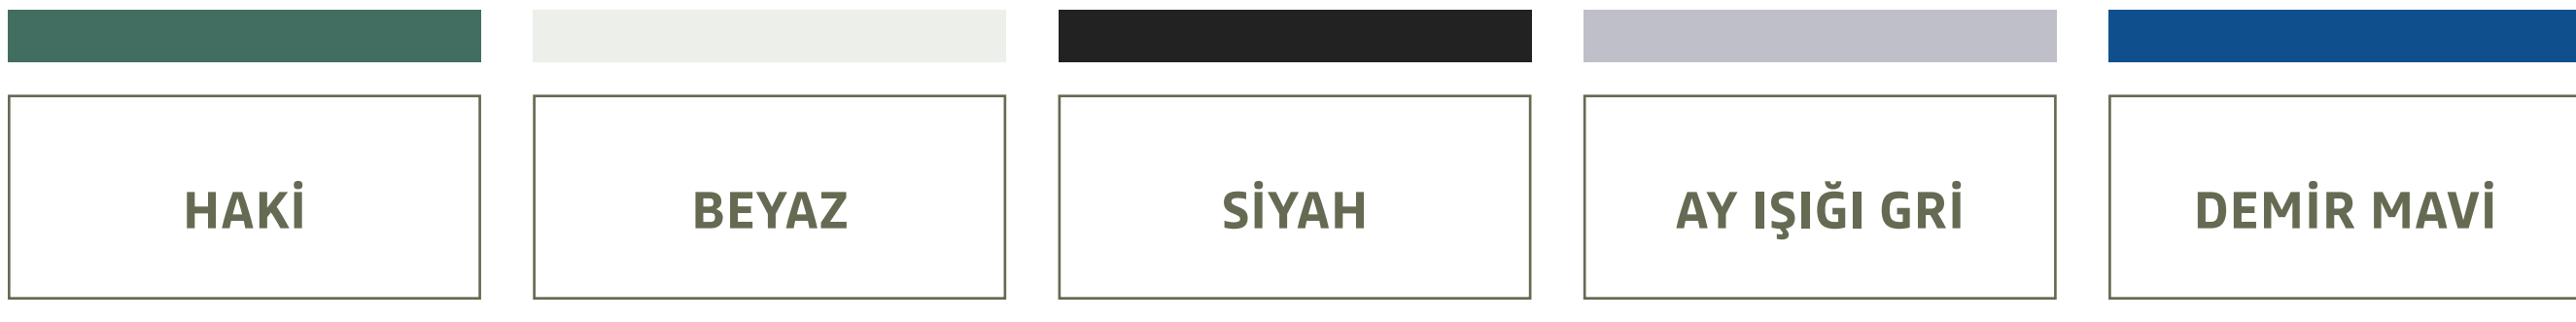 HAKİ
BEYAZ
SİYAH
AY IŞIĞI GRİ
DEMİR MAVİ